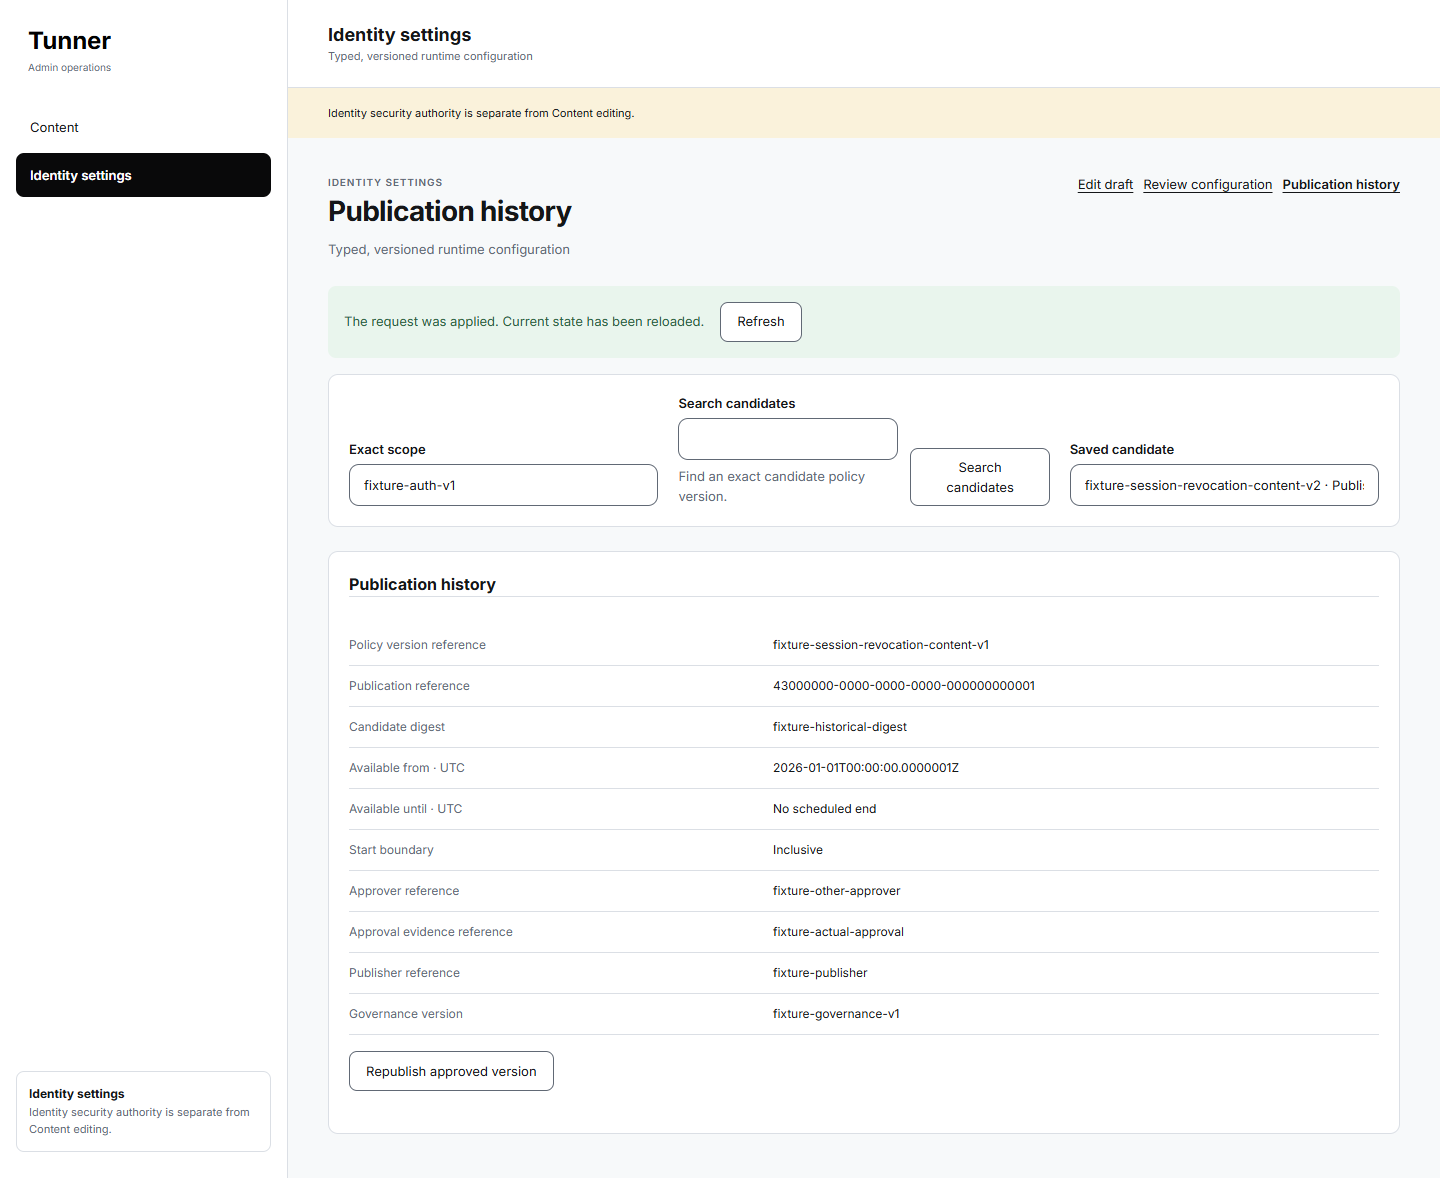 Tunner
Admin operations
Content
Identity settings
Identity settings
Identity security authority is separate from
Content editing.
Identity settings
Typed, versioned runtime configuration
Identity security authority is separate from Content editing.
IDENTITY SETTINGS
Publication history
Typed, versioned runtime configuration
Edit draft Review configuration Publication history
The request was applied. Current state has been reloaded. Refresh
Exact scope
fixture-auth-v1
Search candidates
Find an exact candidate policy
version.
Search
candidates
Saved candidate
fixture-session-revocation-content-v2 · Publi
Publication history
Policy version reference fixture-session-revocation-content-v1
Publication reference 43000000-0000-0000-0000-000000000001
Candidate digest fixture-historical-digest
Available from · UTC 2026-01-01T00:00:00.0000001Z
Available until · UTC No scheduled end
Start boundary Inclusive
Approver reference fixture-other-approver
Approval evidence reference fixture-actual-approval
Publisher reference fixture-publisher
Governance version fixture-governance-v1
Republish approved version